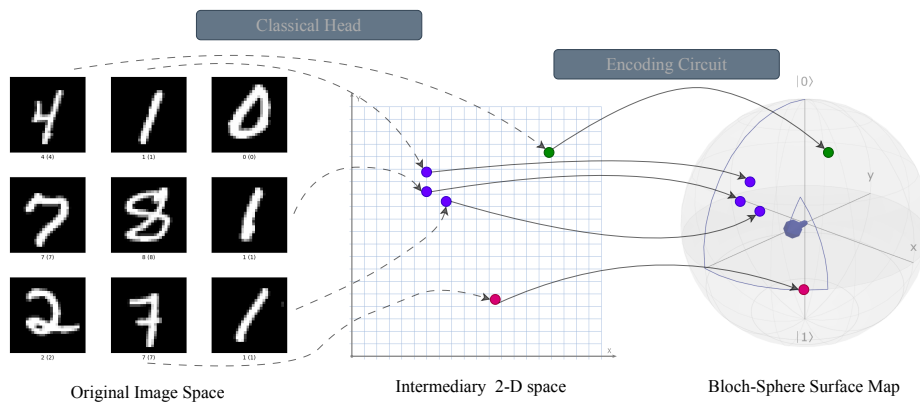 Classical Head
Encoding Circuit
4 (4)
1 (1)
0 (0)
7 (7)
8 (8)
1 (1)
2 (2)
7 (7)
1 (1)
Y
X
|0⟩
y
x
|1⟩
Original Image Space
Intermediary 2-D space
Bloch-Sphere Surface Map